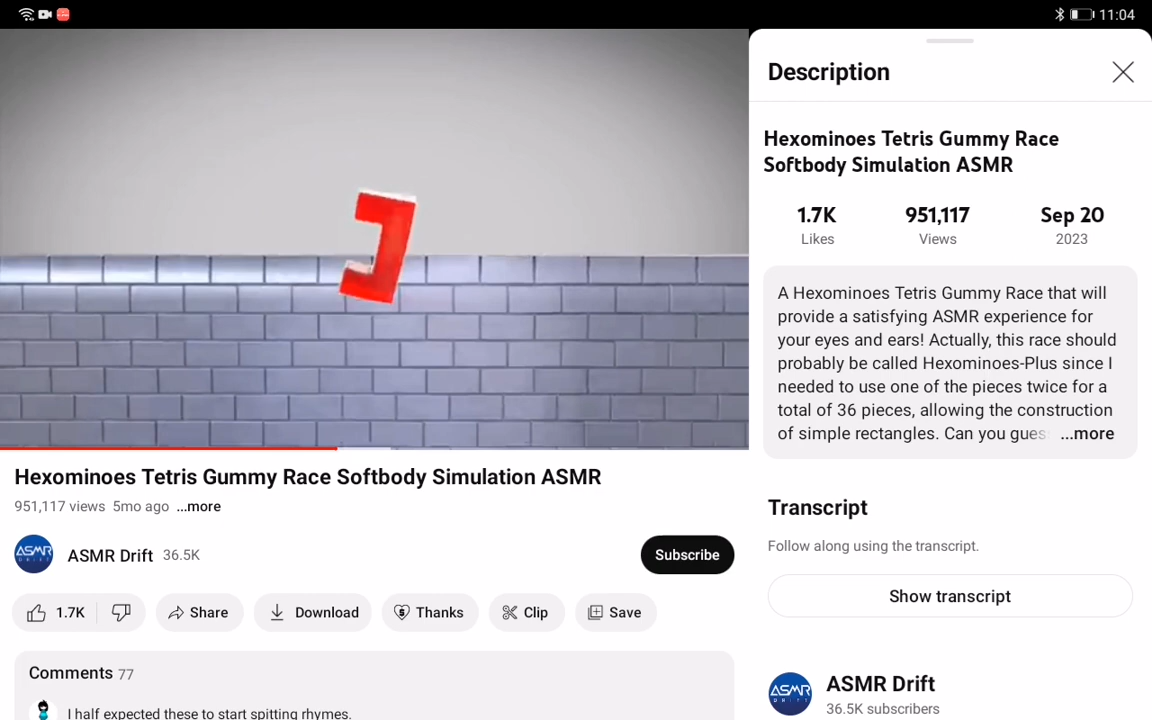 11:04
Description
Hexominoes Tetris Gummy Race
Softbody Simulation ASMR
1.7K
951,117
Sep 20
Likes
Views
2023
A Hexominoes Tetris Gummy Race that will
provide a satisfying ASMR experience for
your eyes and ears! Actually, this race should
probably be called Hexominoes-Plus since I
needed to use one of the pieces twice for a
total of 36 pieces, allowing the construction
of simple rectangles. Can you gues ...more
Transcript
Follow along using the transcript.
Show transcript
ASMR
DRIFT
ASMR Drift
36.5K subscribers
Hexominoes Tetris Gummy Race Softbody Simulation ASMR
951,117 views 5mo ago ...more
ASMR
DRIFT
ASMR Drift 36.5K
Subscribe
1.7K
Share
Download
Thanks
Clip
Save
Comments 77
I half expected these to start spitting rhymes.